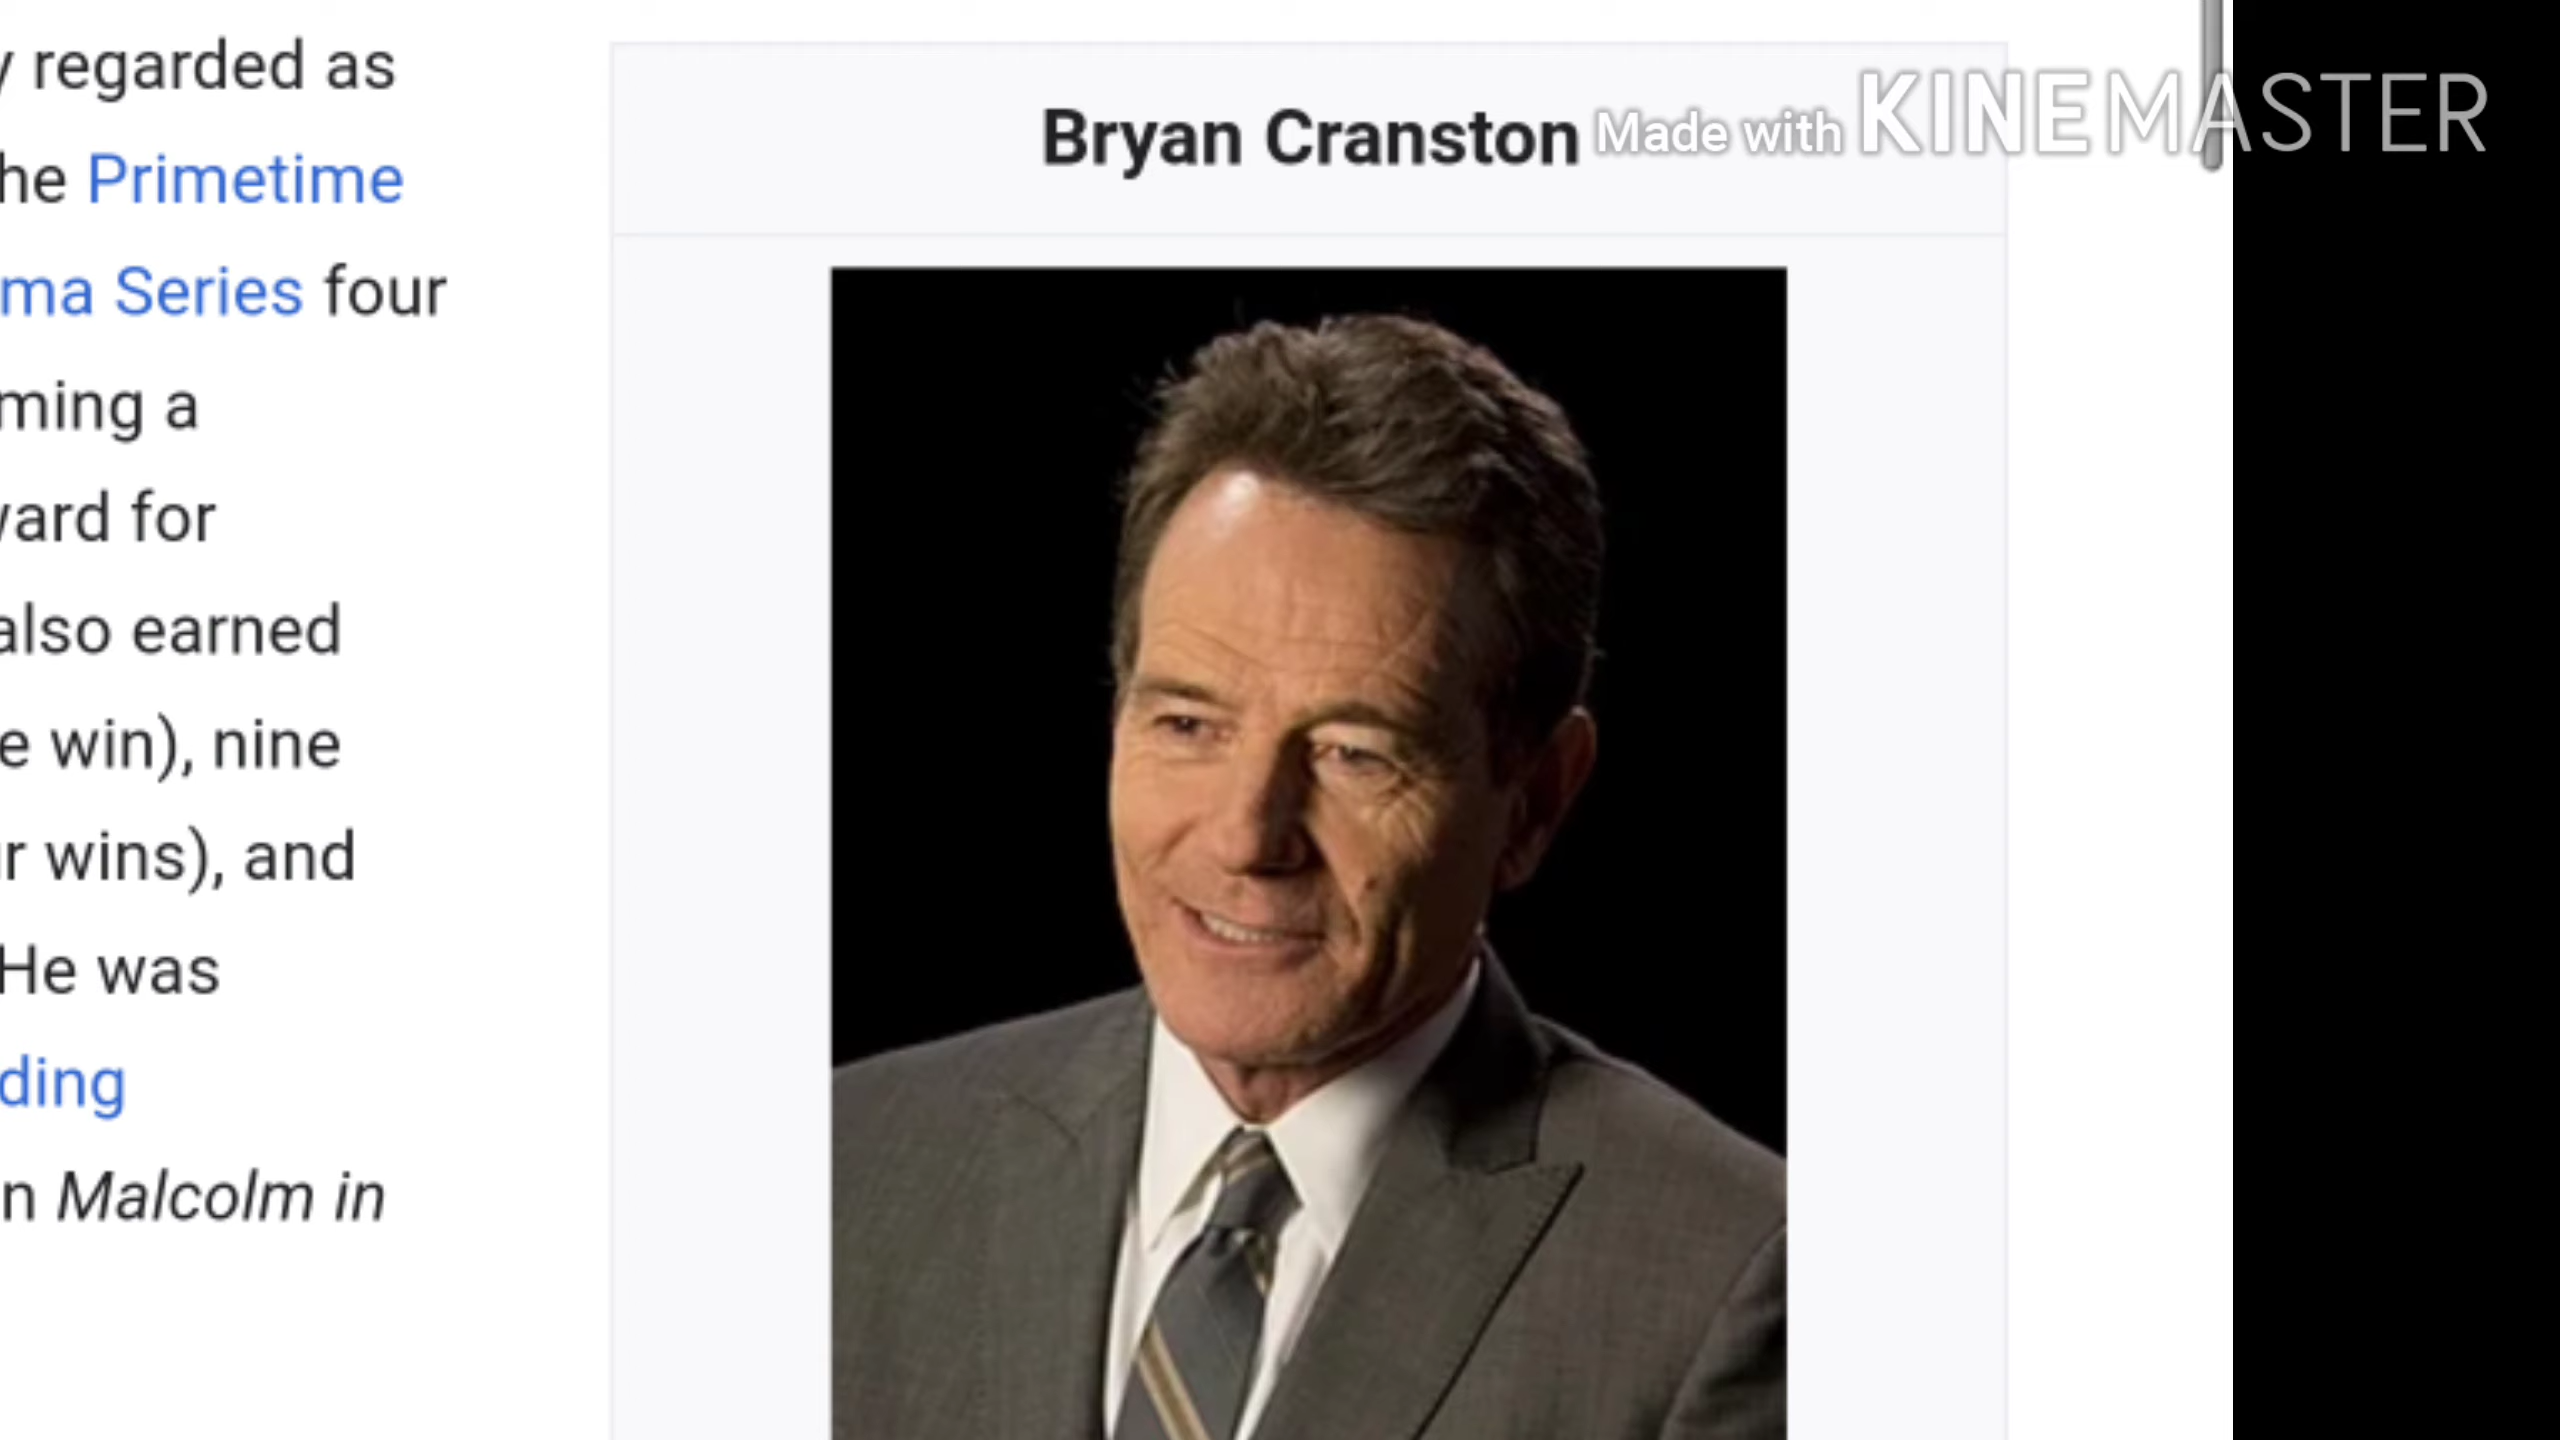 regarded as
he Primetime
ma Series four
ming a
ward for
also earned
e win), nine
r wins), and
He was
ding
n Malcolm in
Bryan Cranston
Made with KINEMASTER